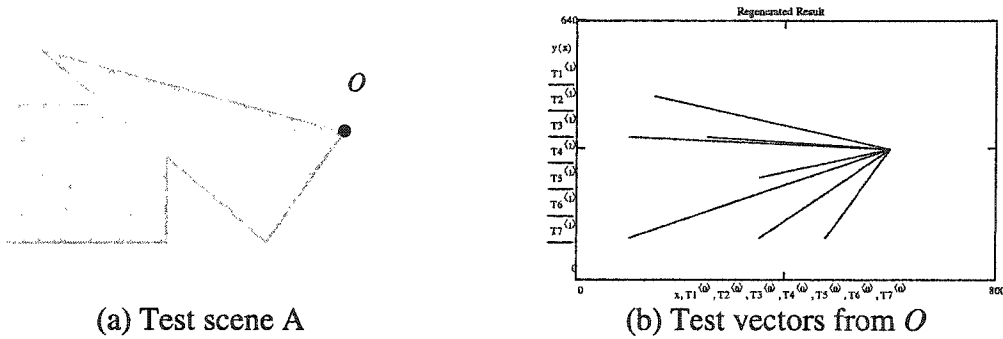 O
Regenerated Result
640
y(x)
T1⟨1⟩
T2⟨1⟩
T3⟨1⟩
T4⟨1⟩
T5⟨1⟩
T6⟨1⟩
T7⟨1⟩
0
0
800
x, T1⟨0⟩, T2⟨0⟩, T3⟨0⟩, T4⟨0⟩, T5⟨0⟩, T6⟨0⟩, T7⟨0⟩
(a) Test scene A
(b) Test vectors from O